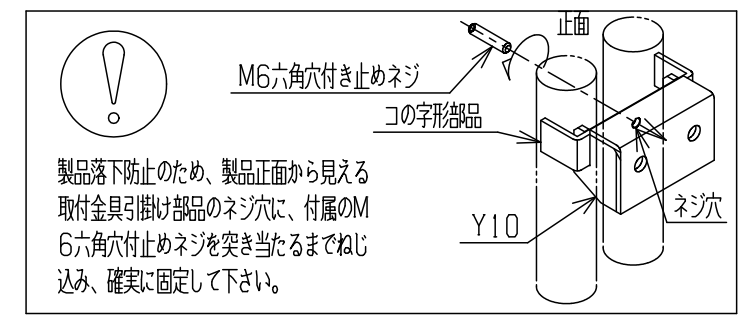 正面
M6六角穴付き止めネジ
コの字形部品
製品落下防止のため、製品正面から見える
取付金具引掛け部品のネジ穴に、付属のM
6六角穴付止めネジを突き当たるまでねじ
込み、確実に固定して下さい。
Y10
ネジ穴